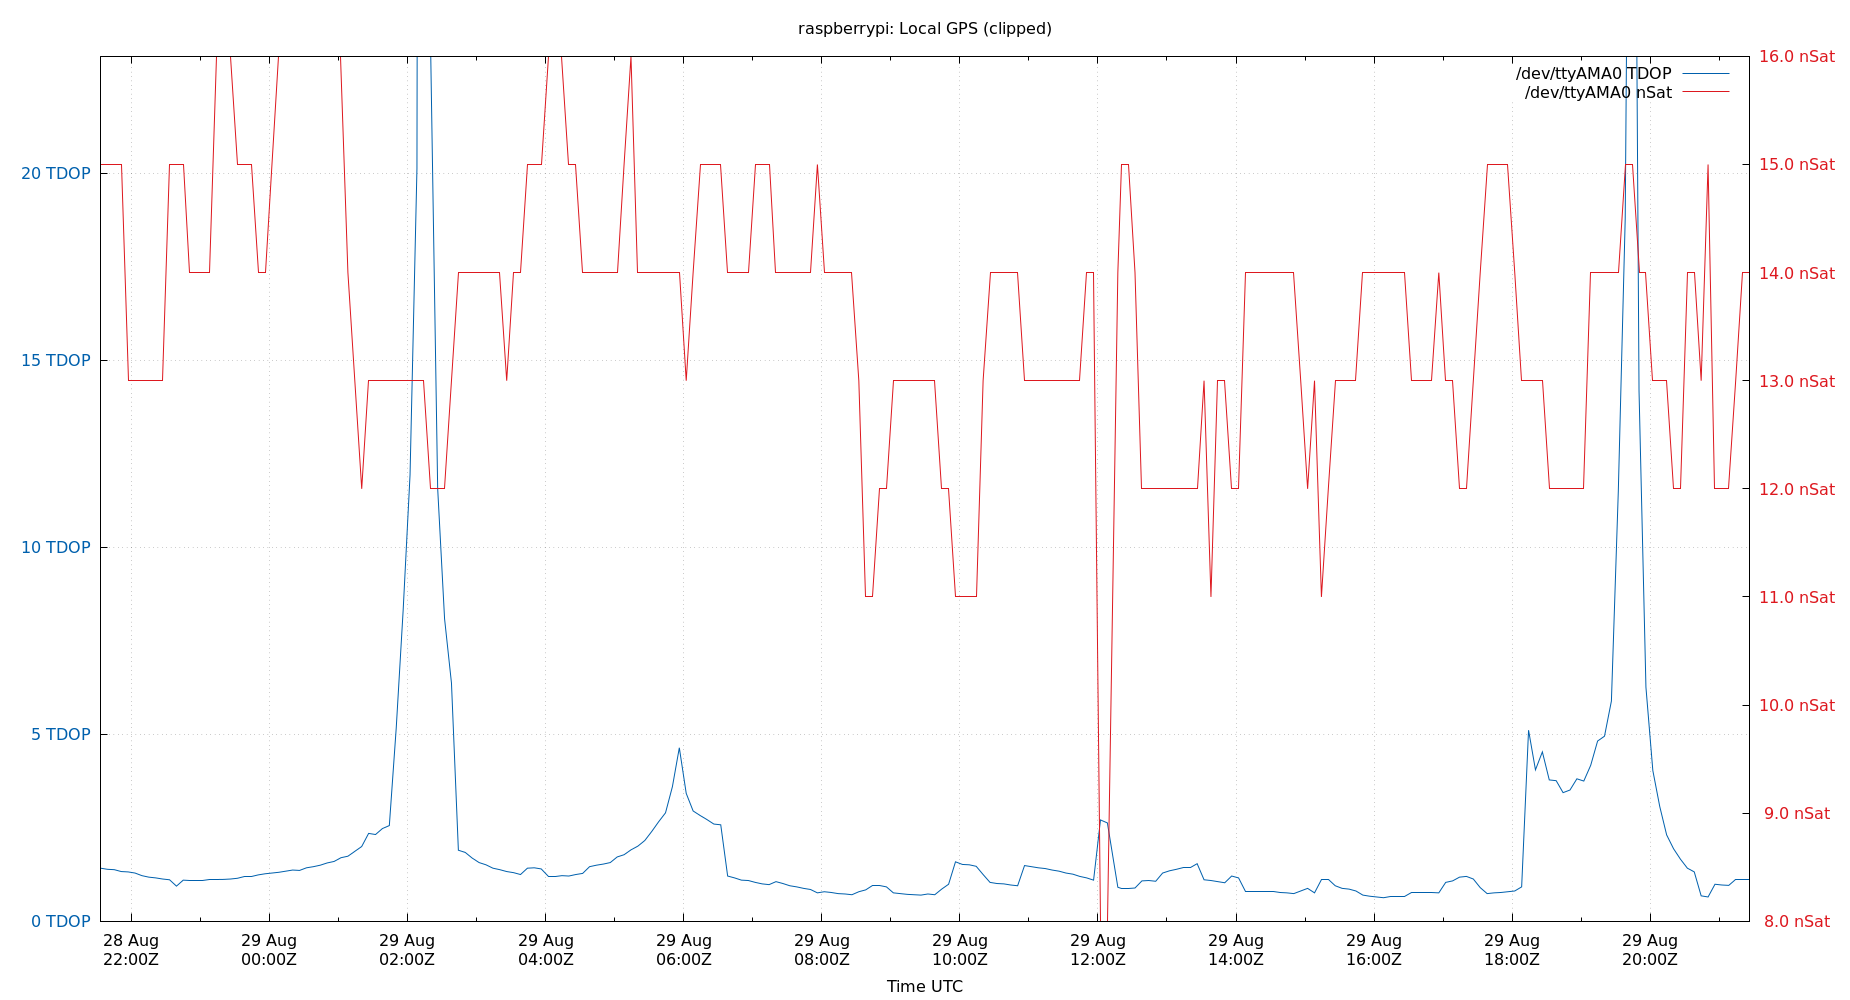 raspberrypi: Local GPS (clipped)
16.0 nSat
/dev/ttyAMA0 TDOP
/dev/ttyAMA0 nSat
15.0 nSat
20 TDOP
14.0 nSat
15 TDOP
13.0 nSat
12.0 nSat
10 TDOP
11.0 nSat
10.0 nSat
5 TDOP
9.0 nSat
0 TDOP
8.0 nSat
28 Aug 29 Aug 29 Aug 29 Aug 29 Aug 29 Aug 29 Aug 29 Aug 29 Aug 29 Aug 29 Aug 29 Aug
22:00Z 00:00Z 02:00Z 04:00Z 06:00Z 08:00Z 10:00Z 12:00Z 14:00Z 16:00Z 18:00Z 20:00Z
Time UTC